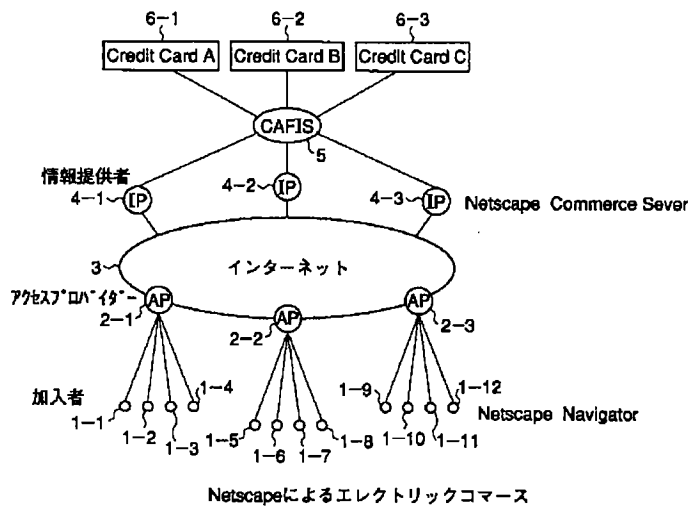 6-1 6-2 6-3
Credit Card A Credit Card B Credit Card C
CAFIS
5
情報提供者
4-1 IP 4-2 IP 4-3 IP Netscape Commerce Sever
3 インターネット
アクセスプロバイダー AP AP AP
2-1 2-2 2-3
加入者 1-4 1-9 1-12
1-1 1-5 1-8 Netscape Navigator
1-2 1-3 1-6 1-7 1-10 1-11
Netscapeによるエレクトリックコマース